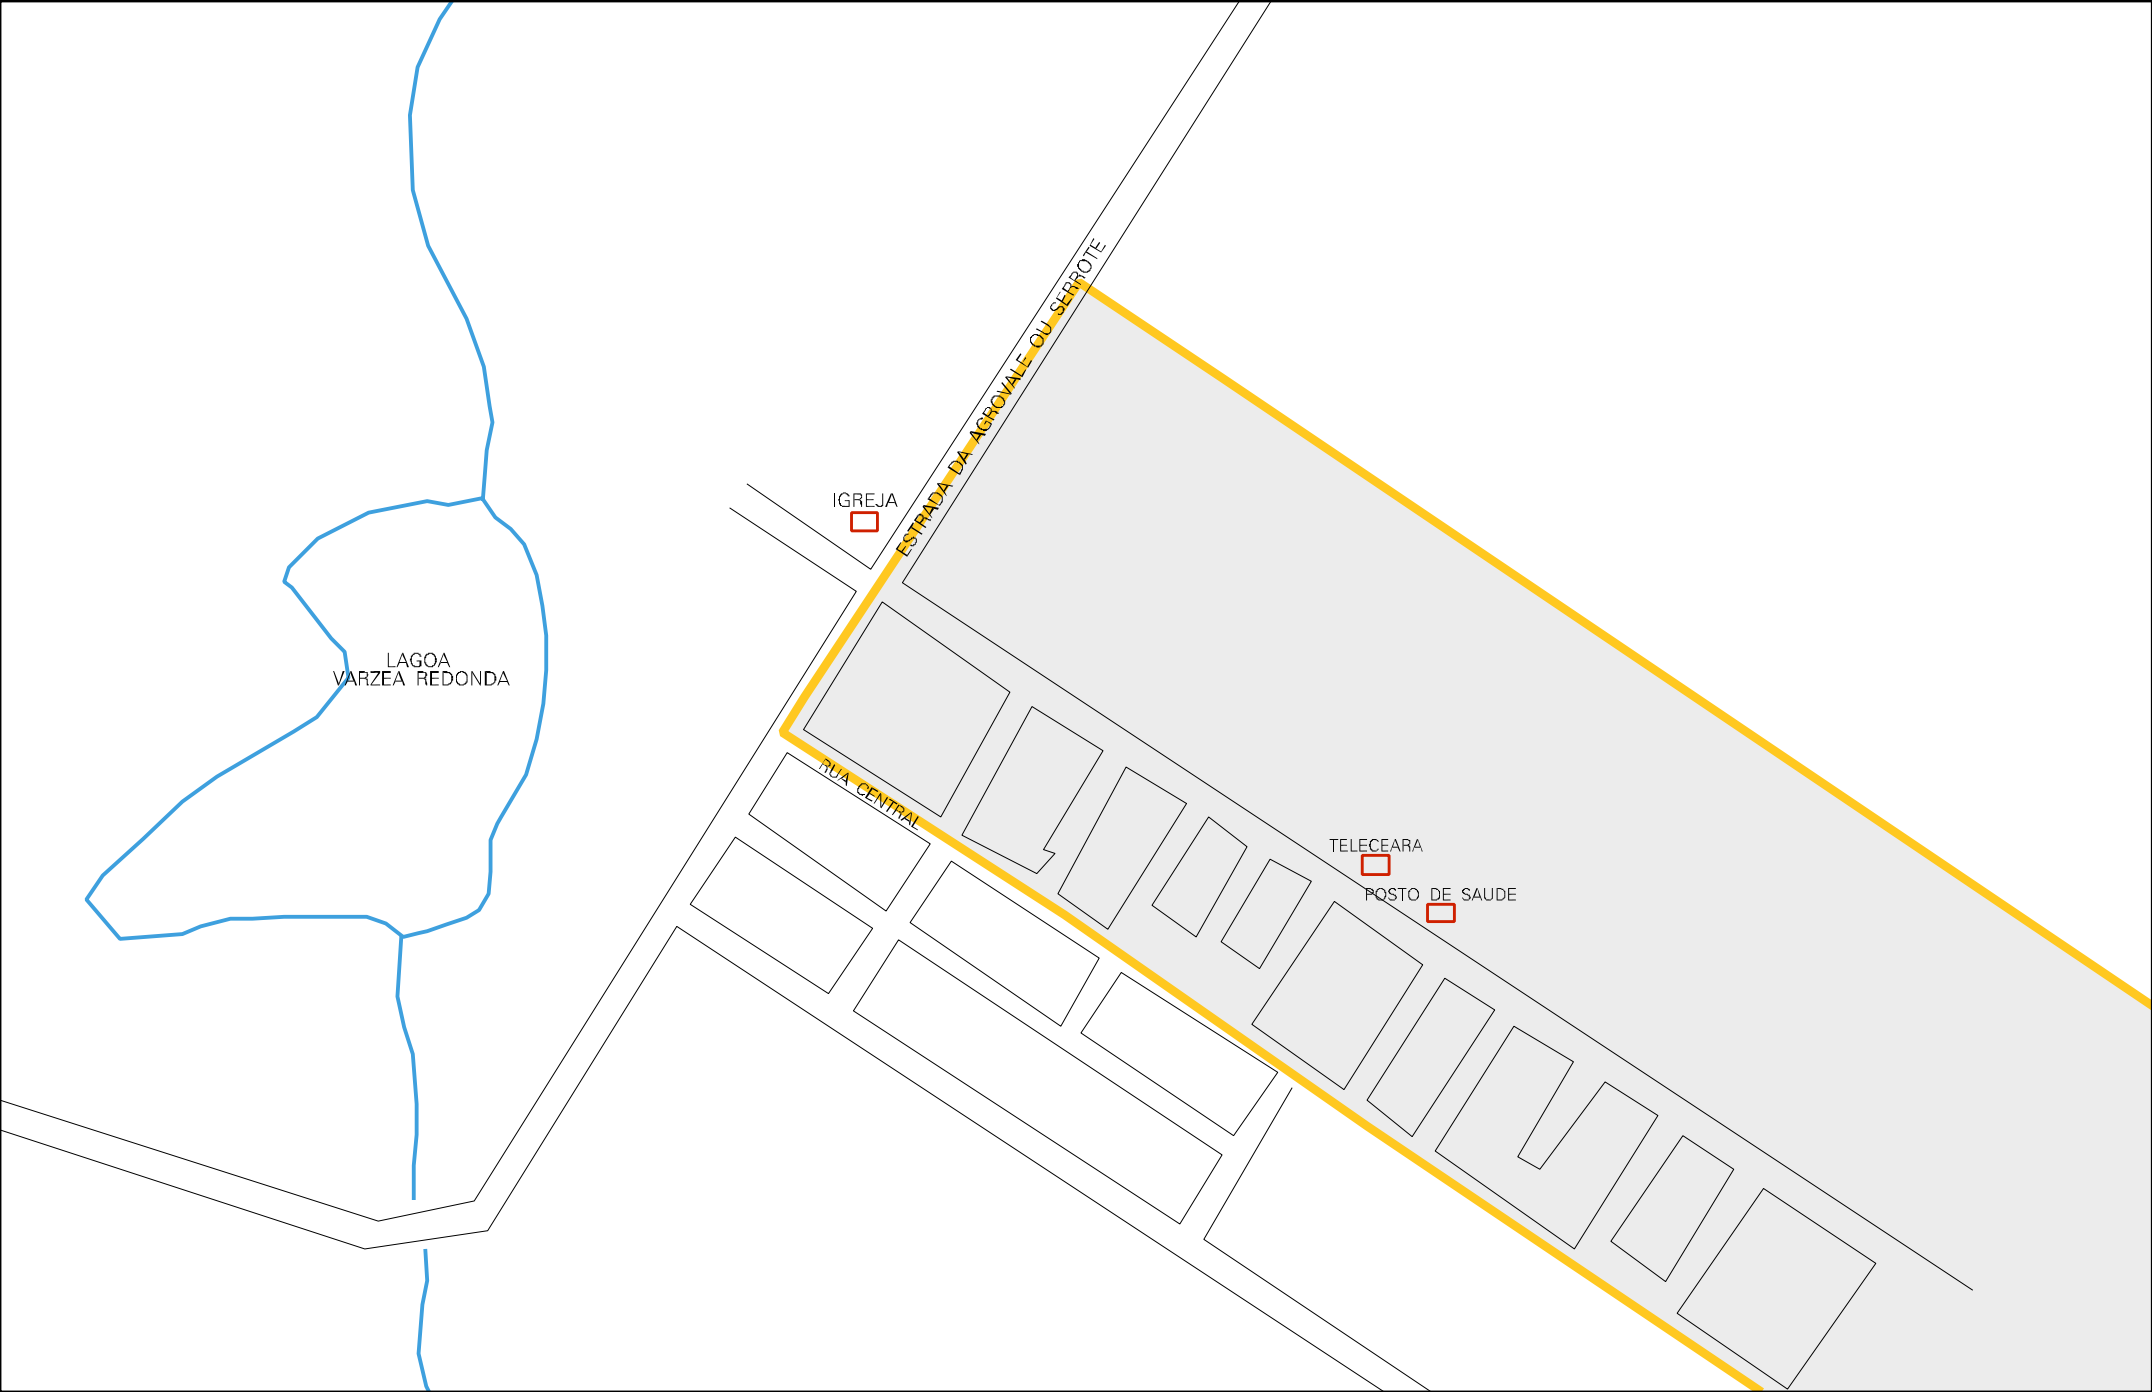 ESTRADA DA AGROVALE OU SERROTE
IGREJA
LAGOA
VARZEA REDONDA
RUA CENTRAL
TELECEARA
POSTO DE SAUDE